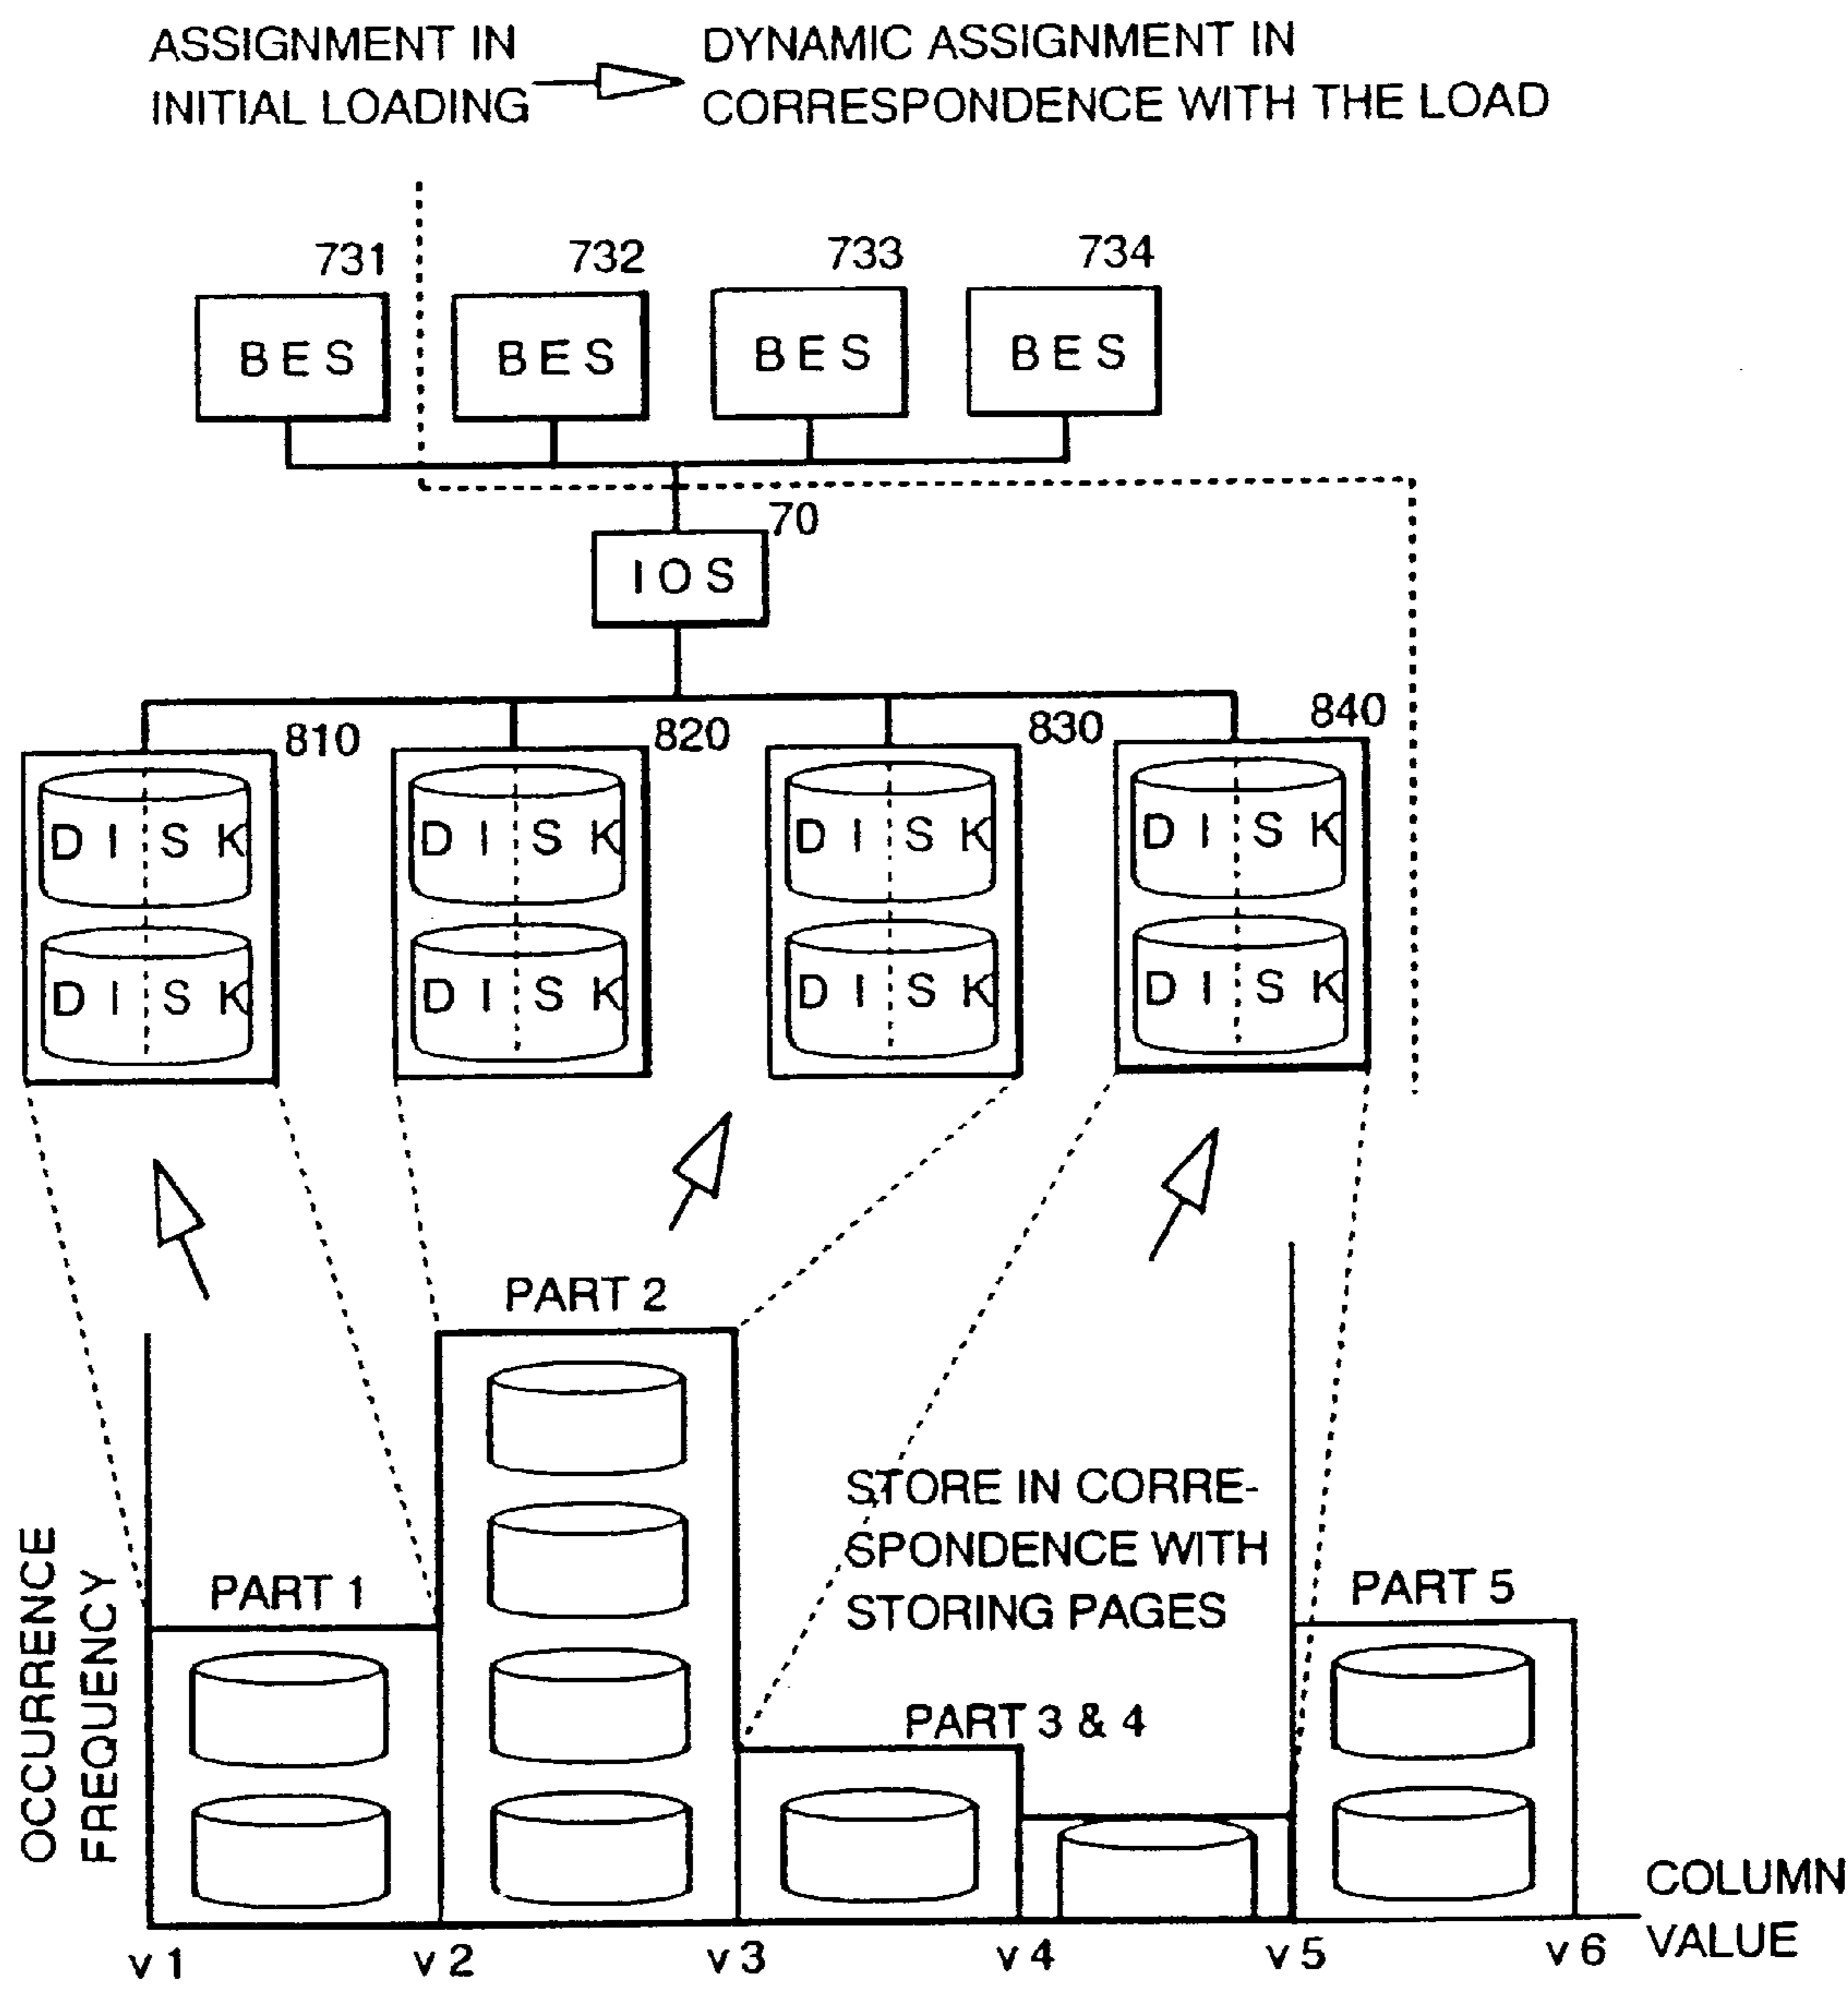 ASSIGNMENT IN
INITIAL LOADING
DYNAMIC ASSIGNMENT IN
CORRESPONDENCE WITH THE LOAD
731
732
733
734
BES
BES
BES
BES
70
IOS
810
820
830
840
DISK
DISK
DISK
DISK
DISK
DISK
DISK
DISK
PART 2
STORE IN CORRE-
SPONDENCE WITH
STORING PAGES
PART 1
PART 5
PART 3 & 4
OCCURRENCE
FREQUENCY
COLUMN
VALUE
v1
v2
v3
v4
v5
v6